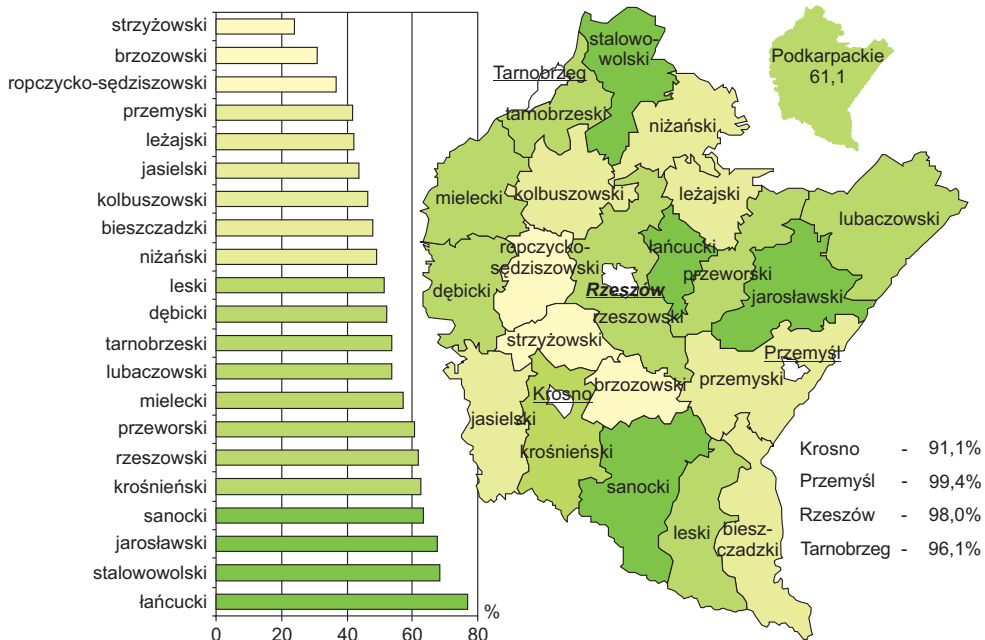 strzyżowski
brzozowski
ropczycko-sędziszowski
przemyski
leżajski
jasielski
kolbuszowski
bieszczadzki
niżański
leski
dębicki
tarnobrzeski
lubaczowski
mielecki
przeworski
rzeszowski
krośnieński
sanocki
jarosławski
stalowowolski
łańcucki
0 20 40 60 80
%
stalowo-
wolski
Tarnobrzeg
tarnobrzeski
niżański
mielecki
kolbuszowski
leżajski
lubaczowski
ropczycko-
sędziszowski
łańcucki
przeworski
dębicki
Rzeszów
jarosławski
rzeszowski
strzyżowski
Przemyśl
przemyski
brzozowski
Krosno
jasielski
krośnieński
sanocki
leski
biesz-
czadzki
Podkarpackie
61,1
Krosno - 91,1%
Przemyśl - 99,4%
Rzeszów - 98,0%
Tarnobrzeg - 96,1%